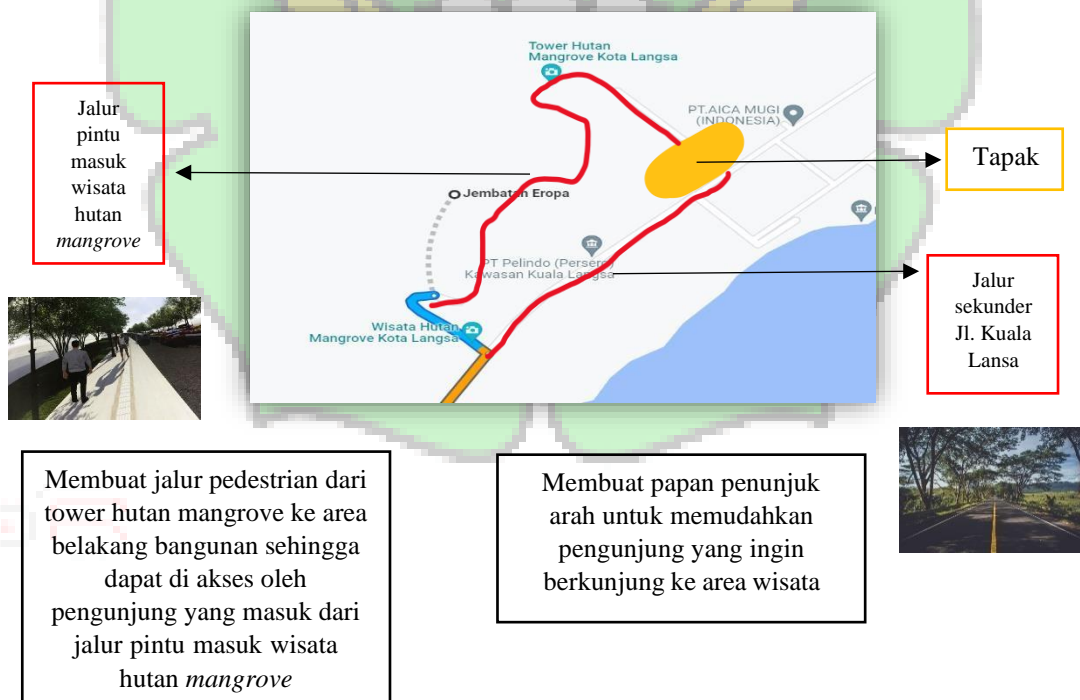 Tower Hutan
Mangrove Kota Langsa
PT.AICA MUGI
(INDONESIA)
Jembatan Eropa
PT Pelindo (Persero)
Kawasan Kuala Langsa
Wisata Hutan
Mangrove Kota Langsa
Jalur
pintu
masuk
wisata
hutan
mangrove
Tapak
Jalur
sekunder
Jl. Kuala
Lansa
Membuat jalur pedestrian dari
tower hutan mangrove ke area
belakang bangunan sehingga
dapat di akses oleh
pengunjung yang masuk dari
jalur pintu masuk wisata
hutan mangrove
Membuat papan penunjuk
arah untuk memudahkan
pengunjung yang ingin
berkunjung ke area wisata